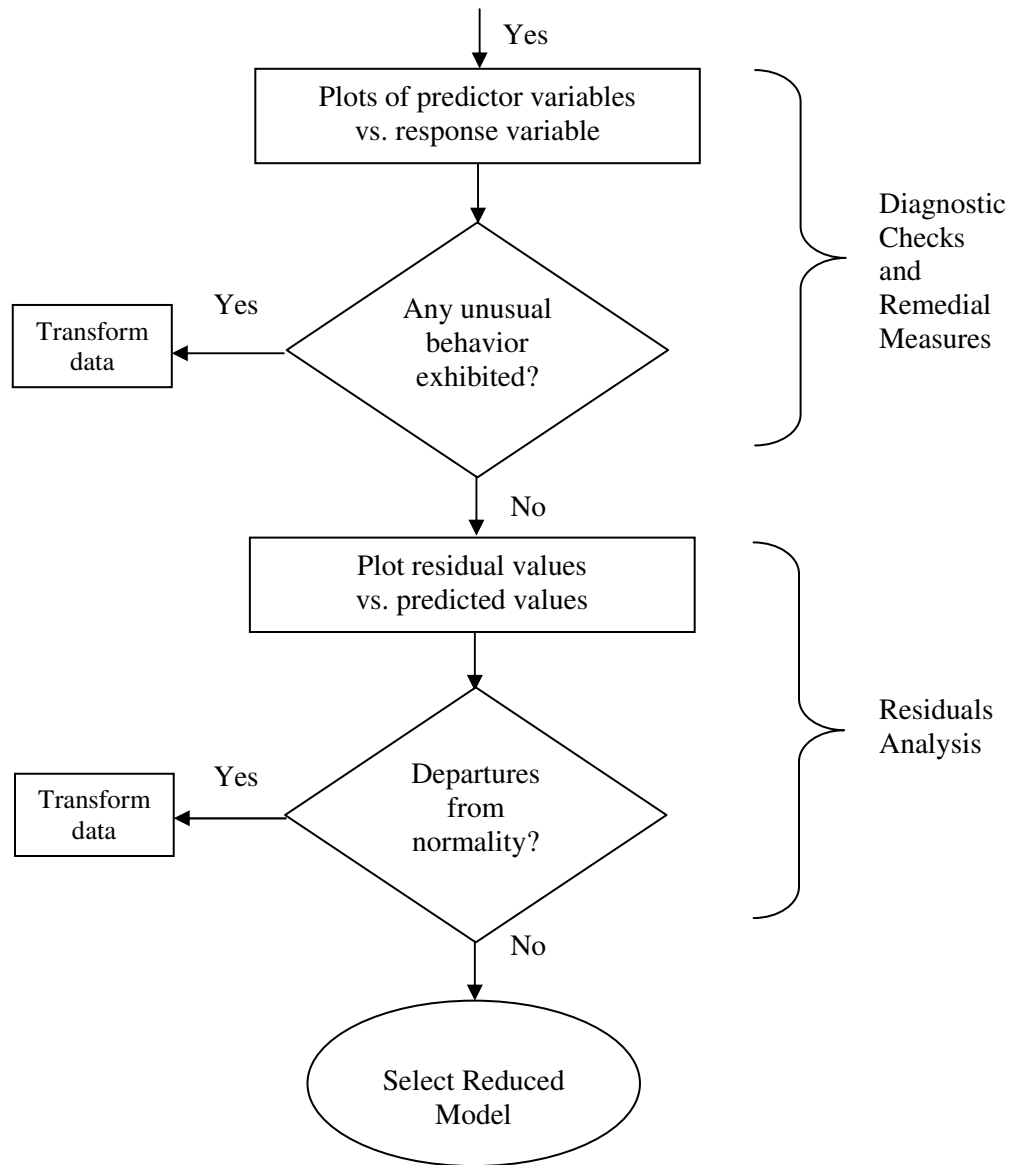 Yes
Plots of predictor variables
vs. response variable
Diagnostic
Checks
and
Remedial
Measures
Yes
Transform
data
Any unusual
behavior
exhibited?
No
Plot residual values
vs. predicted values
Residuals
Analysis
Yes
Transform
data
Departures
from
normality?
No
Select Reduced
Model